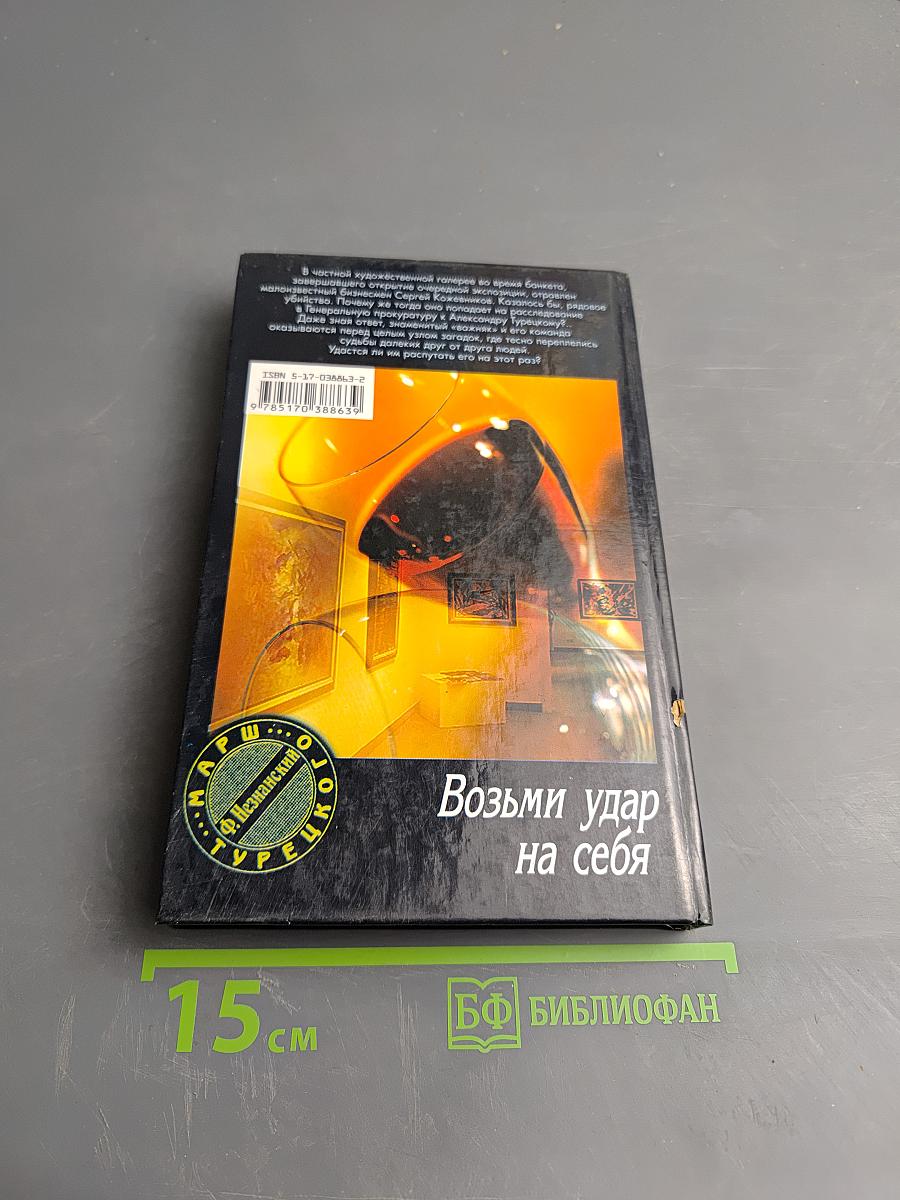 В частной художественной галерее во время банкета,
завершавшего открытие очередной экспозиции, отравлен
малоизвестный бизнесмен Сергей Кожевников. Казалось бы, рядовое
убийство. Почему же тогда оно попадает на расследование
в Генеральную прокуратуру к Александру Турецкому?..
Даже зная ответ, знаменитый «важняк» и его команда
оказываются перед целым узлом загадок, где тесно переплелись
судьбы далеких друг от друга людей.
Удастся ли им распутать его на этот раз?
ISBN 5-17-038863-2
9 785170 388639
МАРШ
ТУРЕЦКОГО
Ф.Незнанский
Возьми удар
на себя
15 см
БФ БИБЛИОФАН